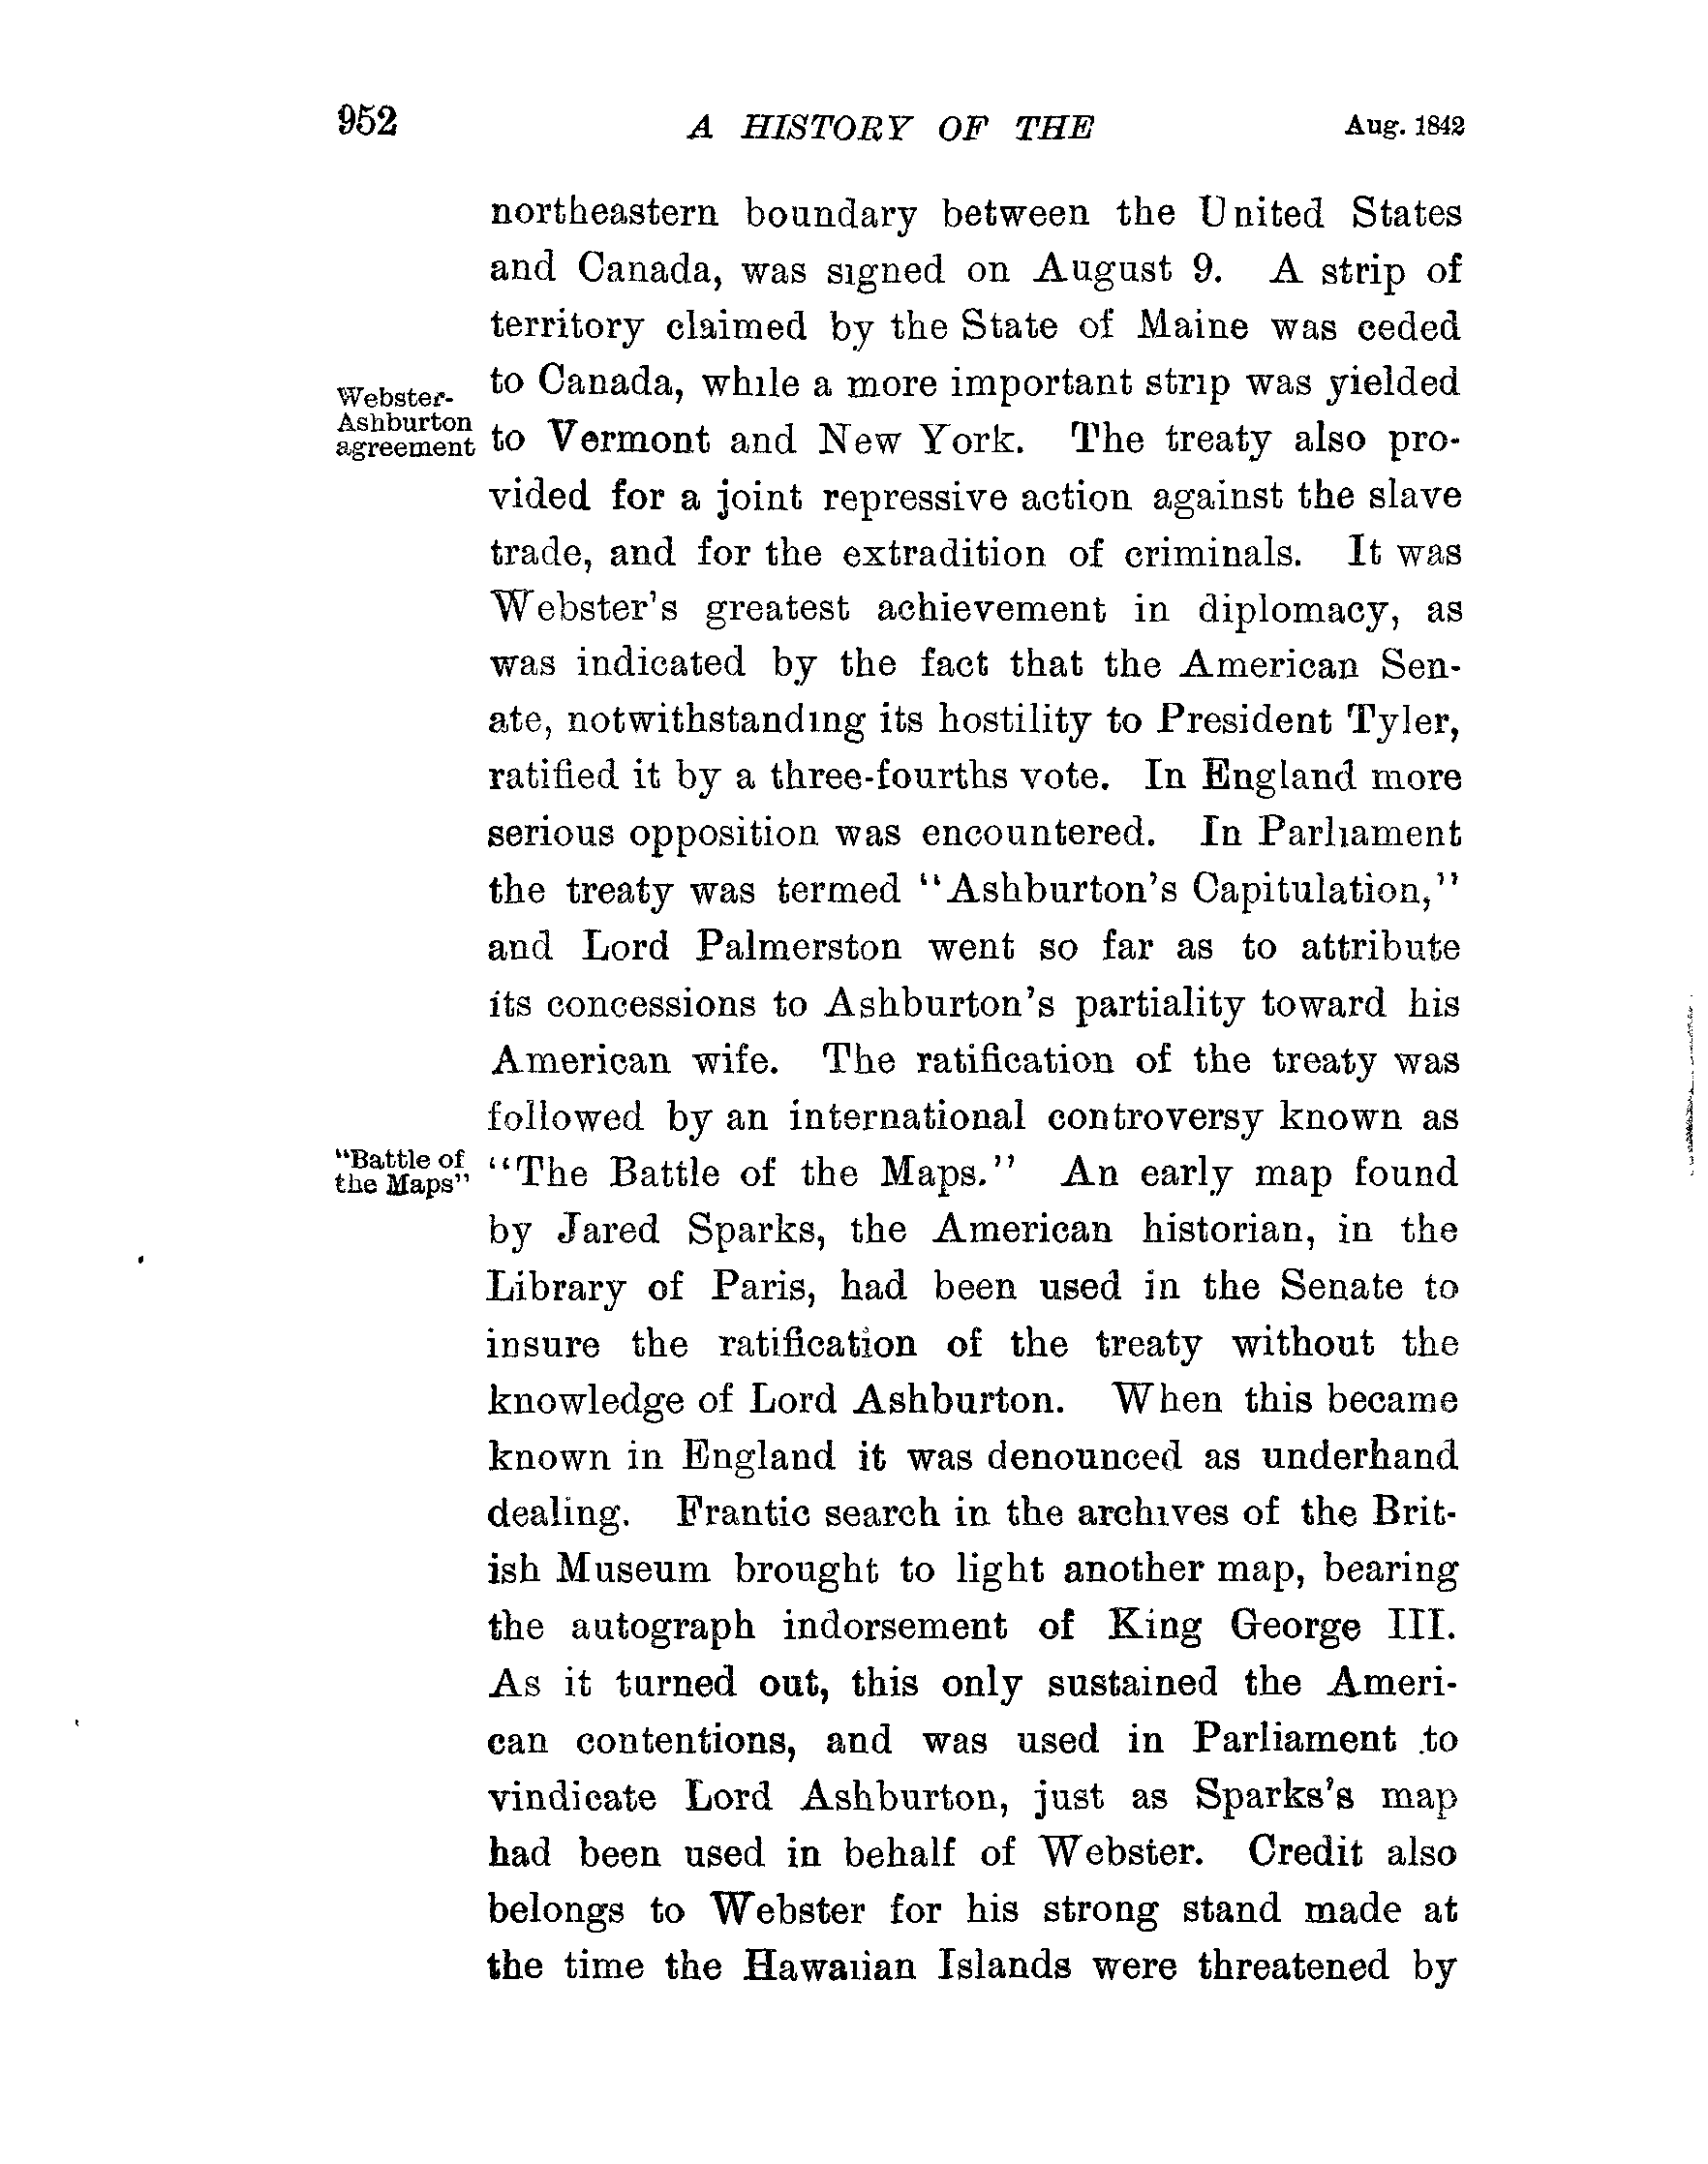 952 A HISTORY OF THE Aug. 1842
northeastern boundary between the United States
and Canada, was signed on August 9. A strip of
territory claimed by the State of Maine was ceded
to Canada, while a more important strip was yielded
Webster-
Ashburton
agreement
to Vermont and New York. The treaty also pro-
vided for a joint repressive action against the slave
trade, and for the extradition of criminals. It was
Webster's greatest achievement in diplomacy, as
was indicated by the fact that the American Sen-
ate, notwithstanding its hostility to President Tyler,
ratified it by a three-fourths vote. In England more
serious opposition was encountered. In Parliament
the treaty was termed "Ashburton's Capitulation,"
and Lord Palmerston went so far as to attribute
its concessions to Ashburton's partiality toward his
American wife. The ratification of the treaty was
followed by an international controversy known as
"Battle of
the Maps"
"The Battle of the Maps." An early map found
by Jared Sparks, the American historian, in the
Library of Paris, had been used in the Senate to
insure the ratification of the treaty without the
knowledge of Lord Ashburton. When this became
known in England it was denounced as underhand
dealing. Frantic search in the archives of the Brit-
ish Museum brought to light another map, bearing
the autograph indorsement of King George III.
As it turned out, this only sustained the Ameri-
can contentions, and was used in Parliament to
vindicate Lord Ashburton, just as Sparks's map
had been used in behalf of Webster. Credit also
belongs to Webster for his strong stand made at
the time the Hawaiian Islands were threatened by